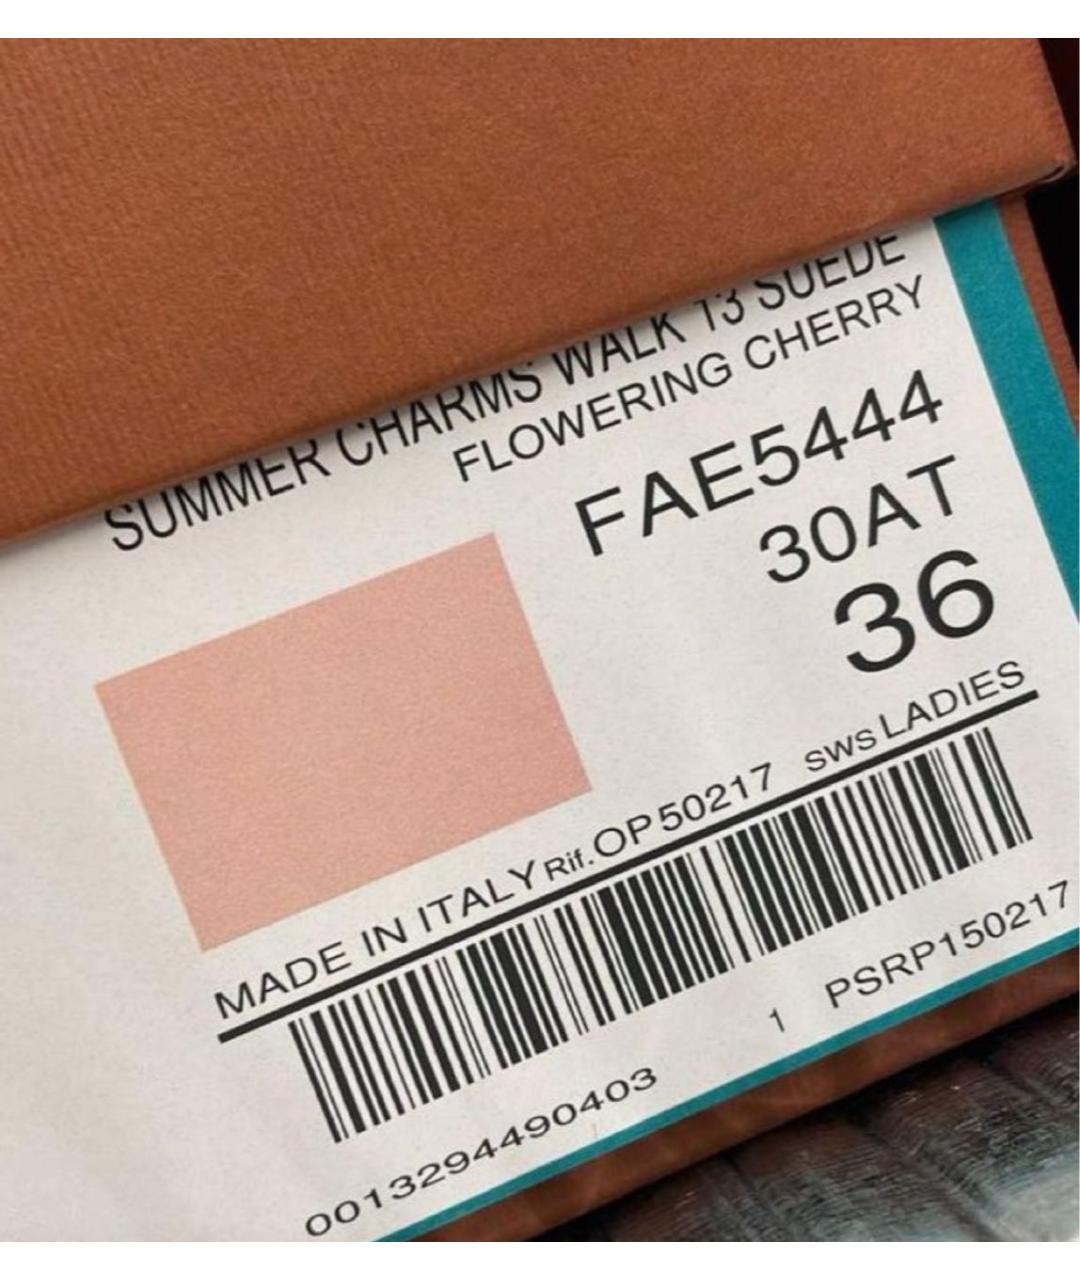 SUMMER CHARMS WALK 13 SUEDE
FLOWERING CHERRY
FAE5444
30AT
36
MADE IN ITALY Rif. OP50217 SWS LADIES
0013294490403 1 PSRP150217